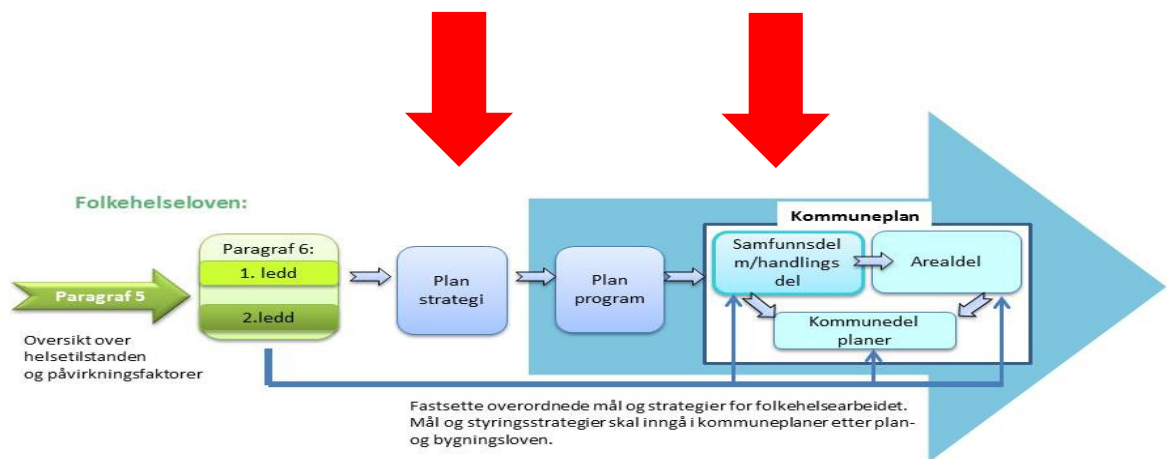 Folkehelseloven:
Paragraf 5
Oversikt over
helsetilstanden
og påvirkningsfaktorer
Paragraf 6:
1. ledd
2.ledd
Plan
strategi
Plan
program
Kommuneplan
Samfunnsdel
m/handlings
del
Arealdel
Kommunedel
planer
Fastsette overordnede mål og strategier for folkehelsearbeidet.
Mål og styringsstrategier skal inngå i kommuneplaner etter plan-
og bygningsloven.